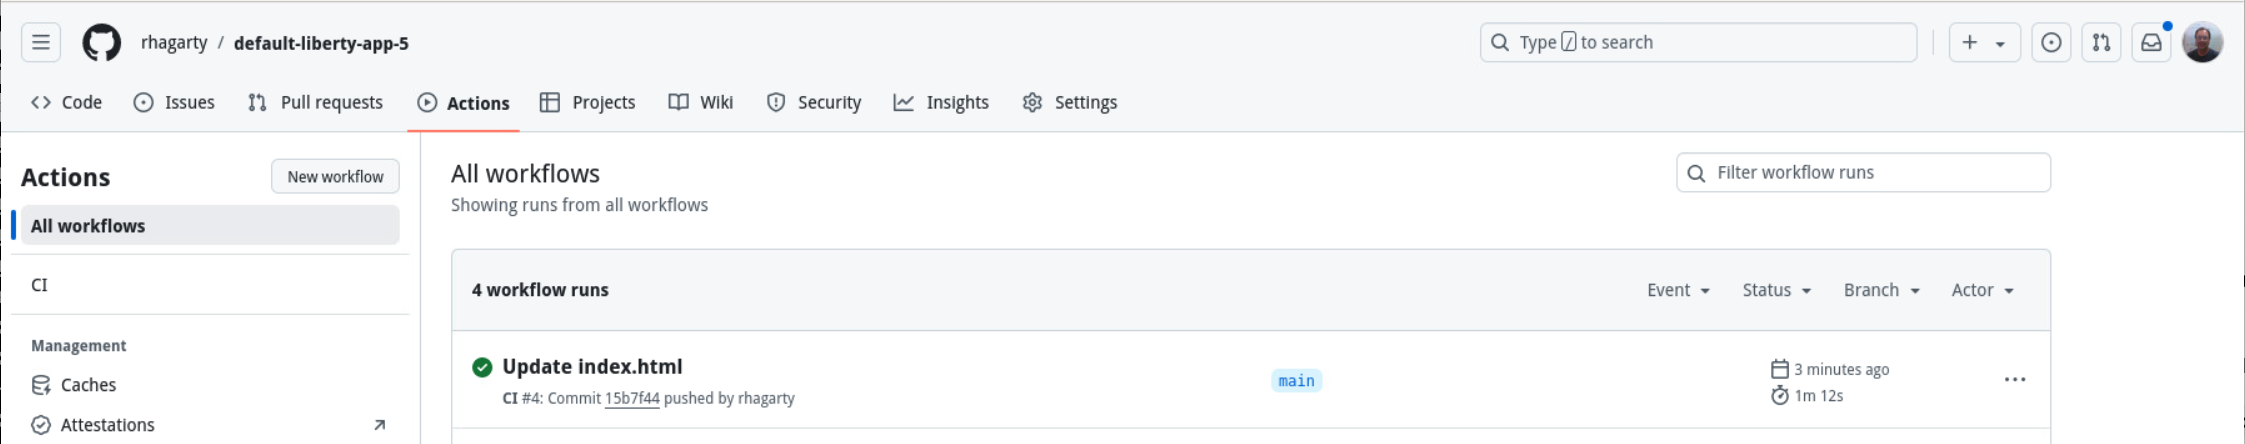 rhagarty / default-liberty-app-5
Type / to search
Code
Issues
Pull requests
Actions
Projects
Wiki
Security
Insights
Settings
Actions
New workflow
All workflows
CI
Management
Caches
Attestations
All workflows
Showing runs from all workflows
Filter workflow runs
4 workflow runs
Event
Status
Branch
Actor
Update index.html
CI #4: Commit 15b7f44 pushed by rhagarty
main
3 minutes ago
1m 12s